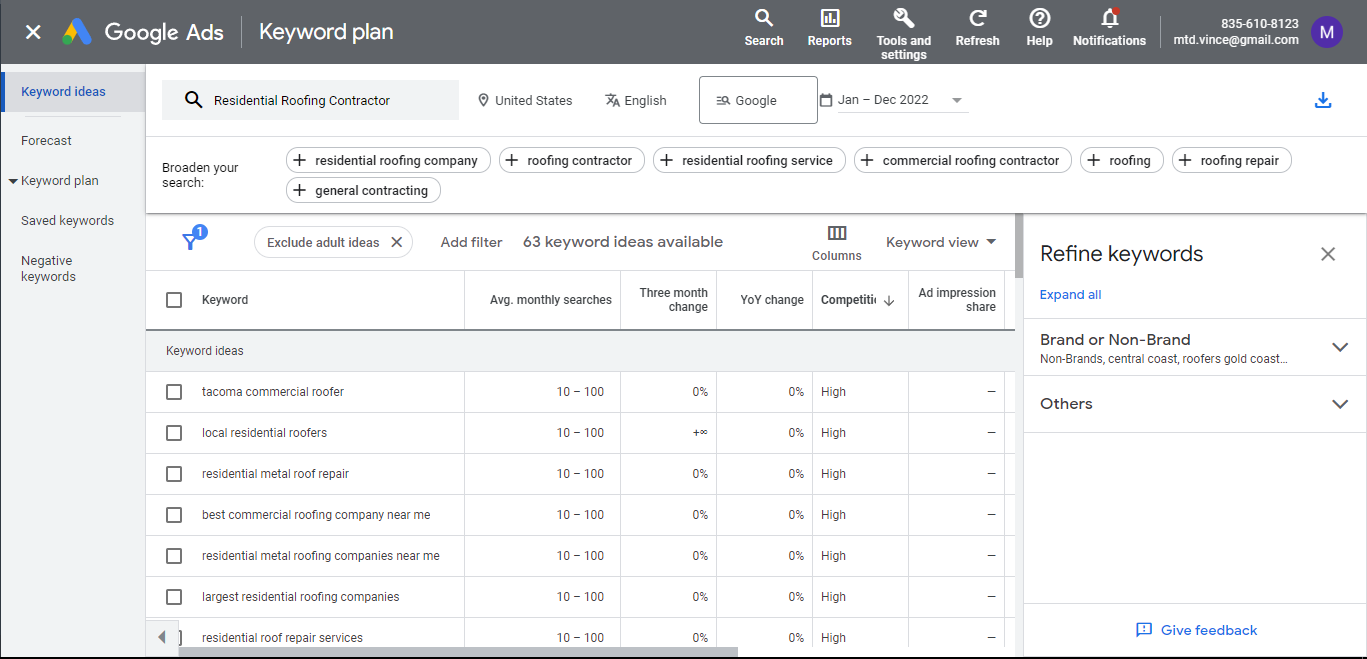 Google Ads
Keyword plan
Search
Reports
Tools and
settings
Refresh
Help
Notifications
835-610-8123
mtd.vince@gmail.com
M
Keyword ideas
Forecast
Keyword plan
Saved keywords
Negative
keywords
Residential Roofing Contractor
United States
English
Google
Jan – Dec 2022
Broaden your
search:
residential roofing company
roofing contractor
residential roofing service
commercial roofing contractor
roofing
roofing repair
general contracting
1
Exclude adult ideas
Add filter
63 keyword ideas available
Columns
Keyword view
Keyword Avg. monthly searches Three month
change YoY change Competitic Ad impression
share
Keyword ideas
tacoma commercial roofer 10 – 100 0% 0% High –
local residential roofers 10 – 100 +∞ 0% High –
residential metal roof repair 10 – 100 0% 0% High –
best commercial roofing company near me 10 – 100 0% 0% High –
residential metal roofing companies near me 10 – 100 0% 0% High –
largest residential roofing companies 10 – 100 0% 0% High –
residential roof repair services 10 – 100 0% 0% High –
Refine keywords
Expand all
Brand or Non-Brand
Non-Brands, central coast, roofers gold coast...
Others
Give feedback